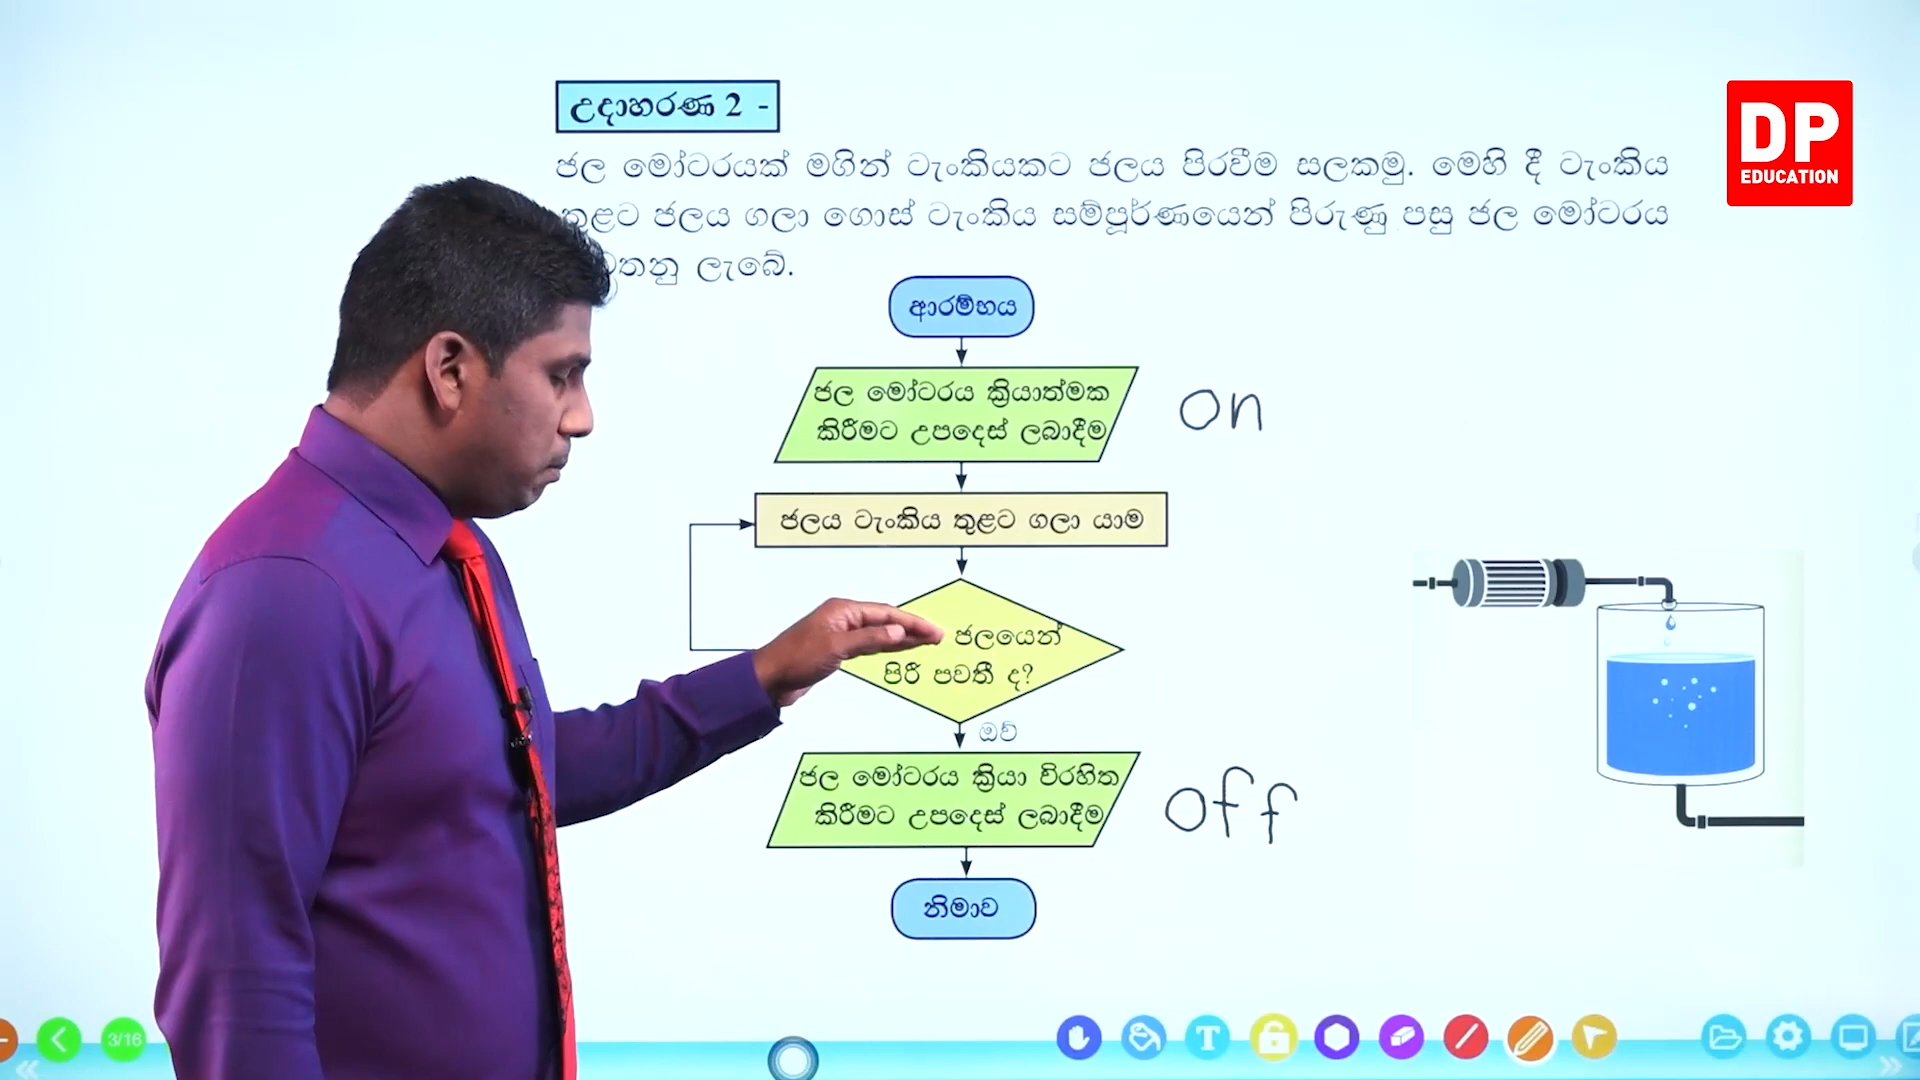 උදාහරණ 2 -
DP
EDUCATION
ජල මෝටරයක් මගින් ටැංකියකට ජලය පිරවීම සලකමු. මෙහි දී ටැංකිය
තුළට ජලය ගලා ගොස් ටැංකිය සම්පූර්ණයෙන් පිරුණු පසු ජල මෝටරය
ලැබේ.
ආරම්භය
ජල මෝටරය ක්‍රියාත්මක
කිරීමට උපදෙස් ලබාදීම
on
ජලය ටැංකිය තුළට ගලා යාම
ජලයෙන්
පිරී පවතී ද?
ඔව්
ජල මෝටරය ක්‍රියා විරහිත
කිරීමට උපදෙස් ලබාදීම
off
නිමාව
3/16
T